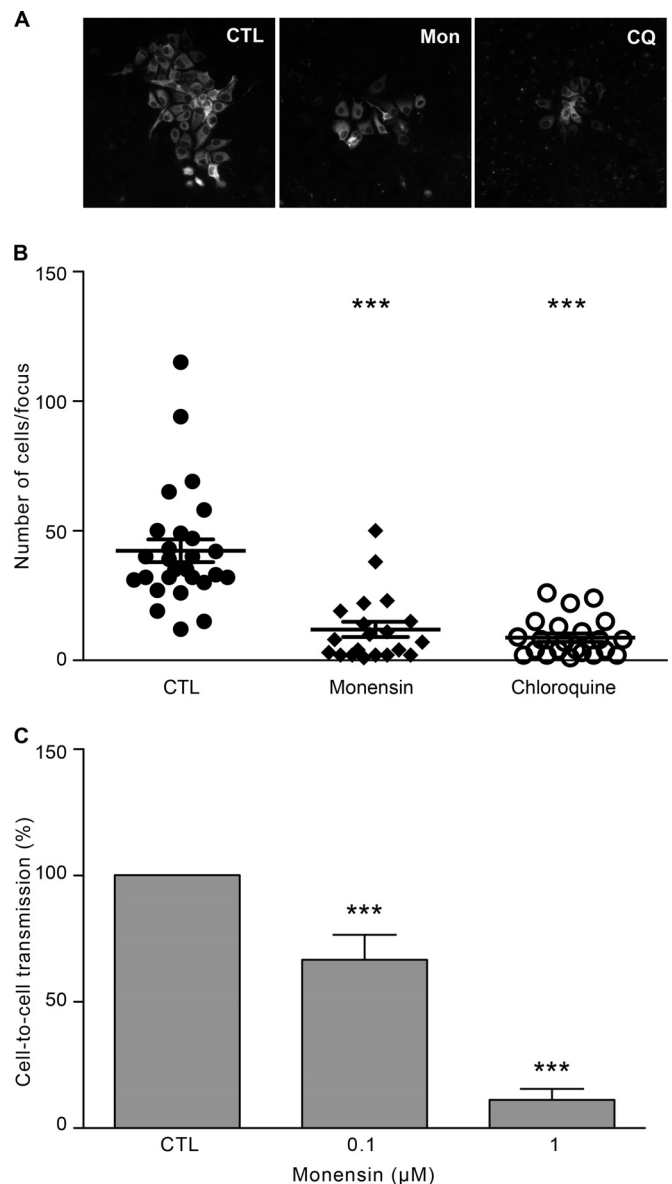 A
CTL Mon CQ
B
150
*** ***
Number of cells/focus
100
50
0
CTL Monensin Chloroquine
C
150
Cell-to-cell transmission (%)
100
***
50
***
0
CTL 0.1 1
Monensin (µM)